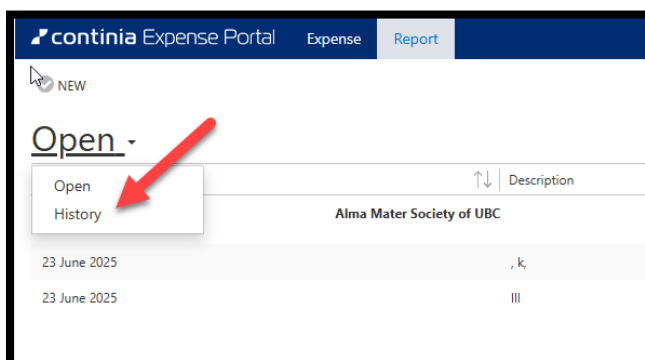 continia Expense Portal Expense Report
NEW
Open
Open
History
Description
Alma Mater Society of UBC
23 June 2025 , k,
23 June 2025 lll